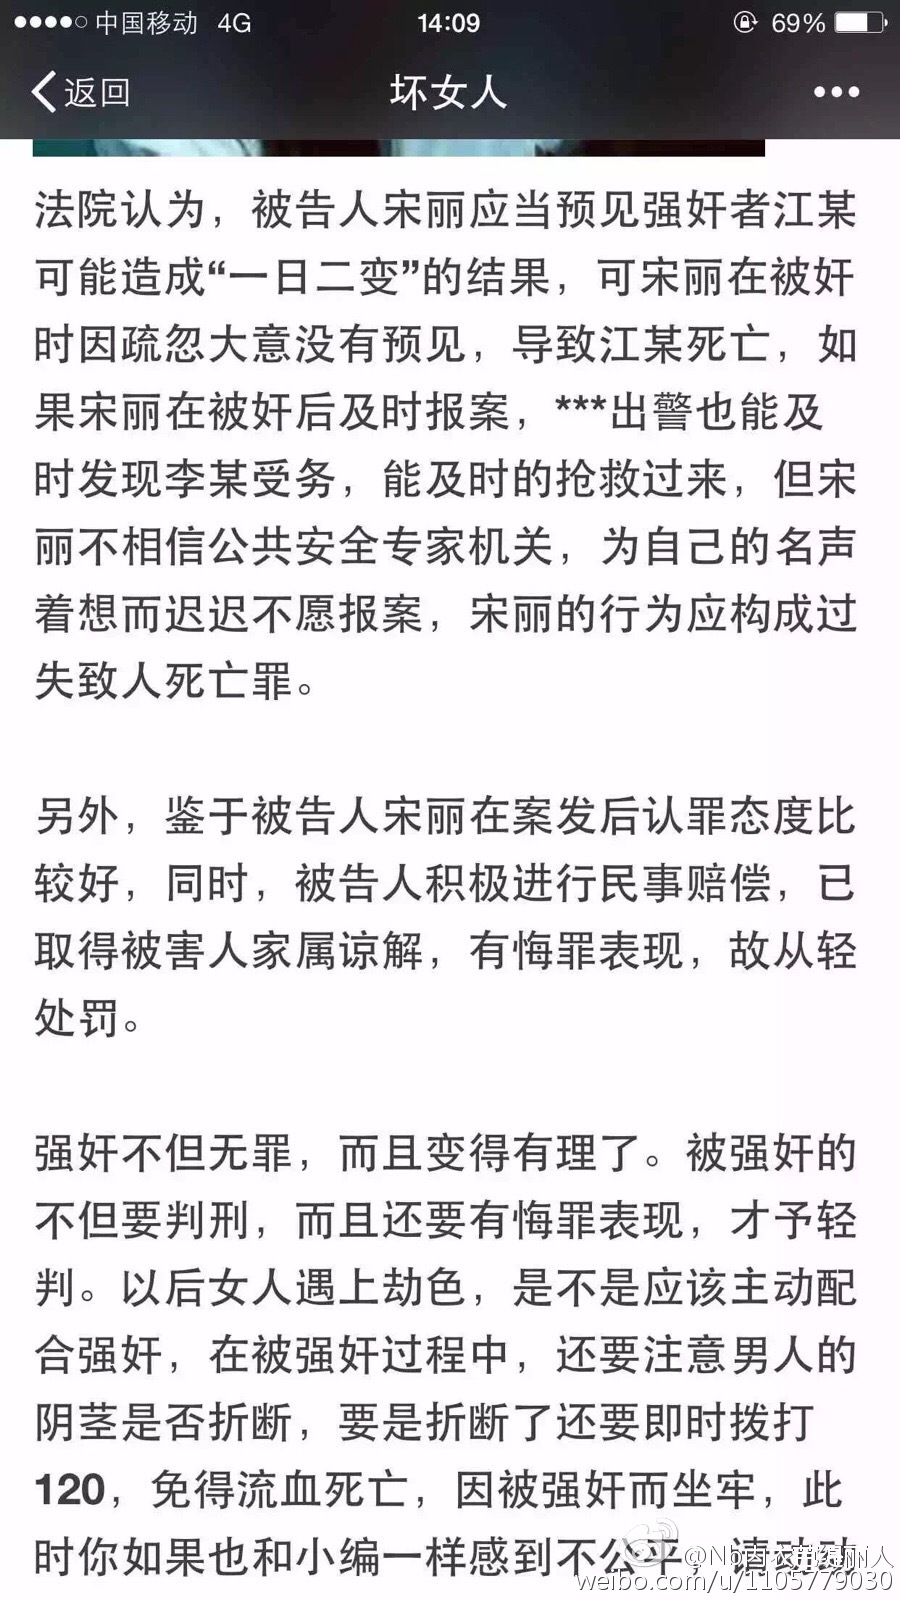 中国移动 4G 14:09 69%
返回 坏女人
法院认为，被告人宋丽应当预见强奸者江某
可能造成“一日二变”的结果，可宋丽在被奸
时因疏忽大意没有预见，导致江某死亡，如
果宋丽在被奸后及时报案，***出警也能及
时发现李某受务，能及时的抢救过来，但宋
丽不相信公共安全专家机关，为自己的名声
着想而迟迟不愿报案，宋丽的行为应构成过
失致人死亡罪。
另外，鉴于被告人宋丽在案发后认罪态度比
较好，同时，被告人积极进行民事赔偿，已
取得被害人家属谅解，有悔罪表现，故从轻
处罚。
强奸不但无罪，而且变得有理了。被强奸的
不但要判刑，而且还要有悔罪表现，才予轻
判。以后女人遇上劫色，是不是应该主动配
合强奸，在被强奸过程中，还要注意男人的
阴茎是否折断，要是折断了还要即时拨打
120，免得流血死亡，因被强奸而坐牢，此
时你如果也和小编一样感到不公平，请
@Nb内衣
丽人
weibo.com/u/1105779030